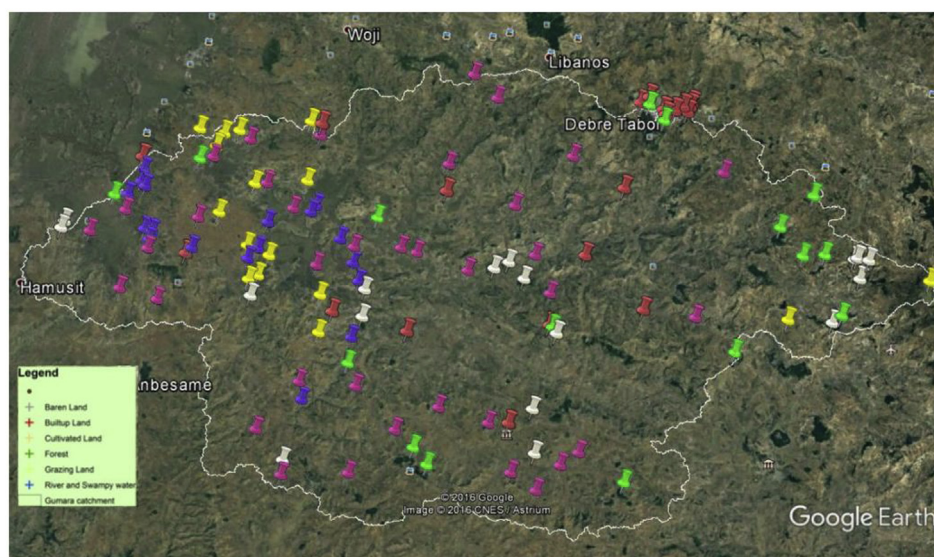 Woji
Libanos
Debre Tabor
Hamusit
nbesame
Legend
Baren Land
Builtup Land
Cultivated Land
Forest
Grazing Land
River and Swampy water
Gumara catchment
© 2016 Google
Image © 2016 CNES / Astrium
Google Earth